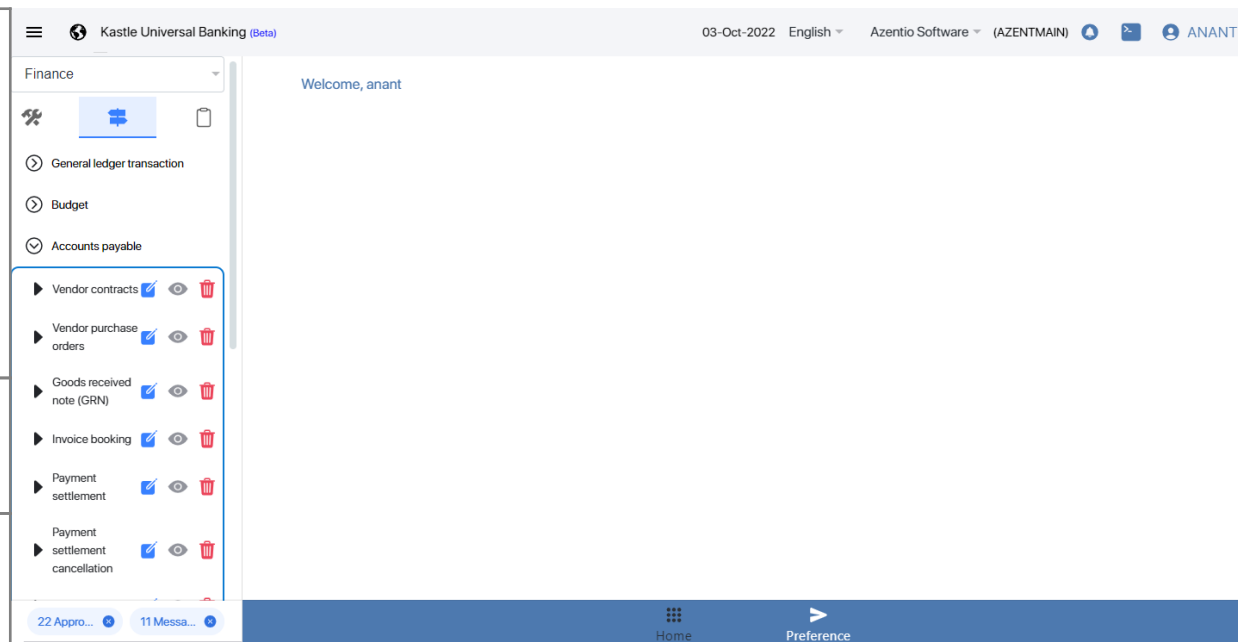 Kastle Universal Banking (Beta)
03-Oct-2022 English Azentio Software (AZENTMAIN) ANANT
Finance
Welcome, anant
General ledger transaction
Budget
Accounts payable
Vendor contracts
Vendor purchase
orders
Goods received
note (GRN)
Invoice booking
Payment
settlement
Payment
settlement
cancellation
22 Appro... 11 Messa...
Home Preference